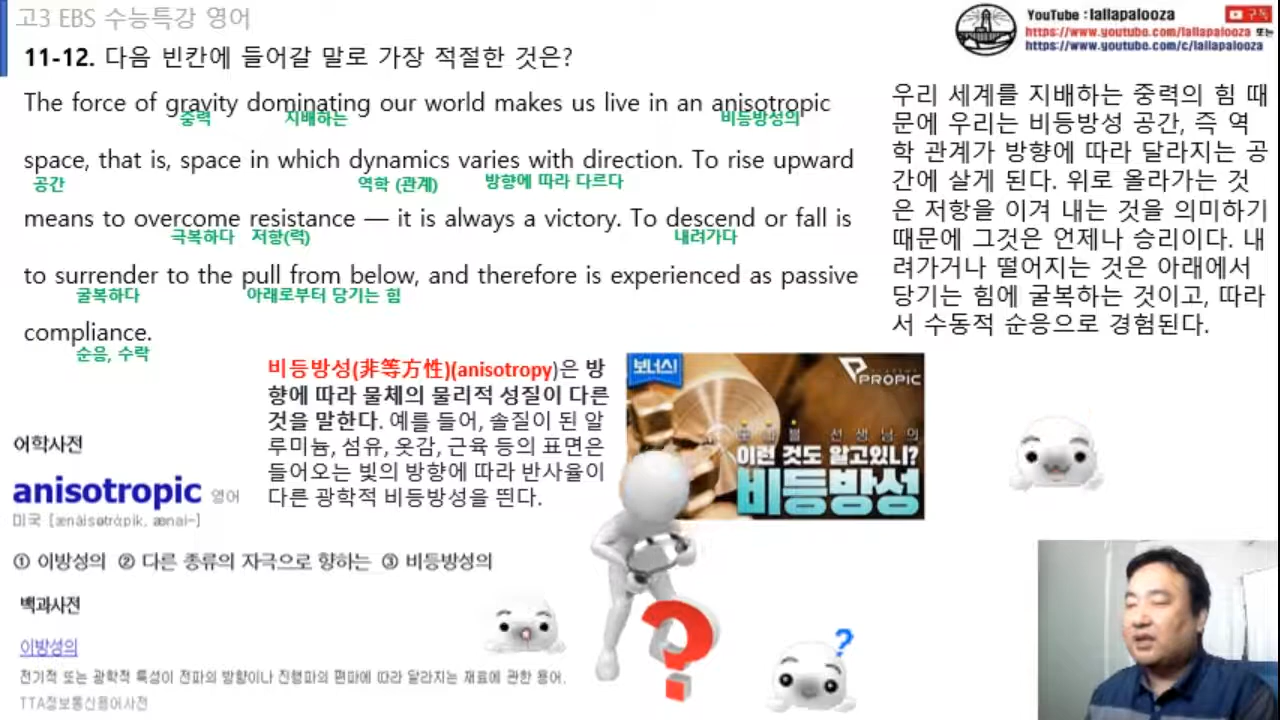 고3 EBS 수능특강 영어
YouTube : lallapalooza
구독
https://www.youtube.com/lallapalooza 또는
https://www.youtube.com/c/lallapalooza
11-12. 다음 빈칸에 들어갈 말로 가장 적절한 것은?
The force of gravity dominating our world makes us live in an anisotropic
중력 지배하는 비등방성의
space, that is, space in which dynamics varies with direction. To rise upward
공간 역학 (관계) 방향에 따라 다르다
means to overcome resistance — it is always a victory. To descend or fall is
극복하다 저항(력) 내려가다
to surrender to the pull from below, and therefore is experienced as passive
굴복하다 아래로부터 당기는 힘
compliance.
순응, 수락
우리 세계를 지배하는 중력의 힘 때
문에 우리는 비등방성 공간, 즉 역
학 관계가 방향에 따라 달라지는 공
간에 살게 된다. 위로 올라가는 것
은 저항을 이겨 내는 것을 의미하기
때문에 그것은 언제나 승리이다. 내
려가거나 떨어지는 것은 아래에서
당기는 힘에 굴복하는 것이고, 따라
서 수동적 순응으로 경험된다.
비등방성(非等方性)(anisotropy)은 방
향에 따라 물체의 물리적 성질이 다른
것을 말한다. 예를 들어, 솔질이 된 알
루미늄, 섬유, 옷감, 근육 등의 표면은
들어오는 빛의 방향에 따라 반사율이
다른 광학적 비등방성을 띈다.
보너스!
PROPIC
선 생 님 의
이런 것도 알고있니?
비등방성
어학사전
anisotropic 영어
미국 [ænàisətrápik, ænai-]
① 이방성의 ② 다른 종류의 자극으로 향하는 ③ 비등방성의
백과사전
이방성의
전기적 또는 광학적 특성이 전파의 방향이나 진행파의 편파에 따라 달라지는 재료에 관한 용어.
TTA정보통신용어사전
?
?